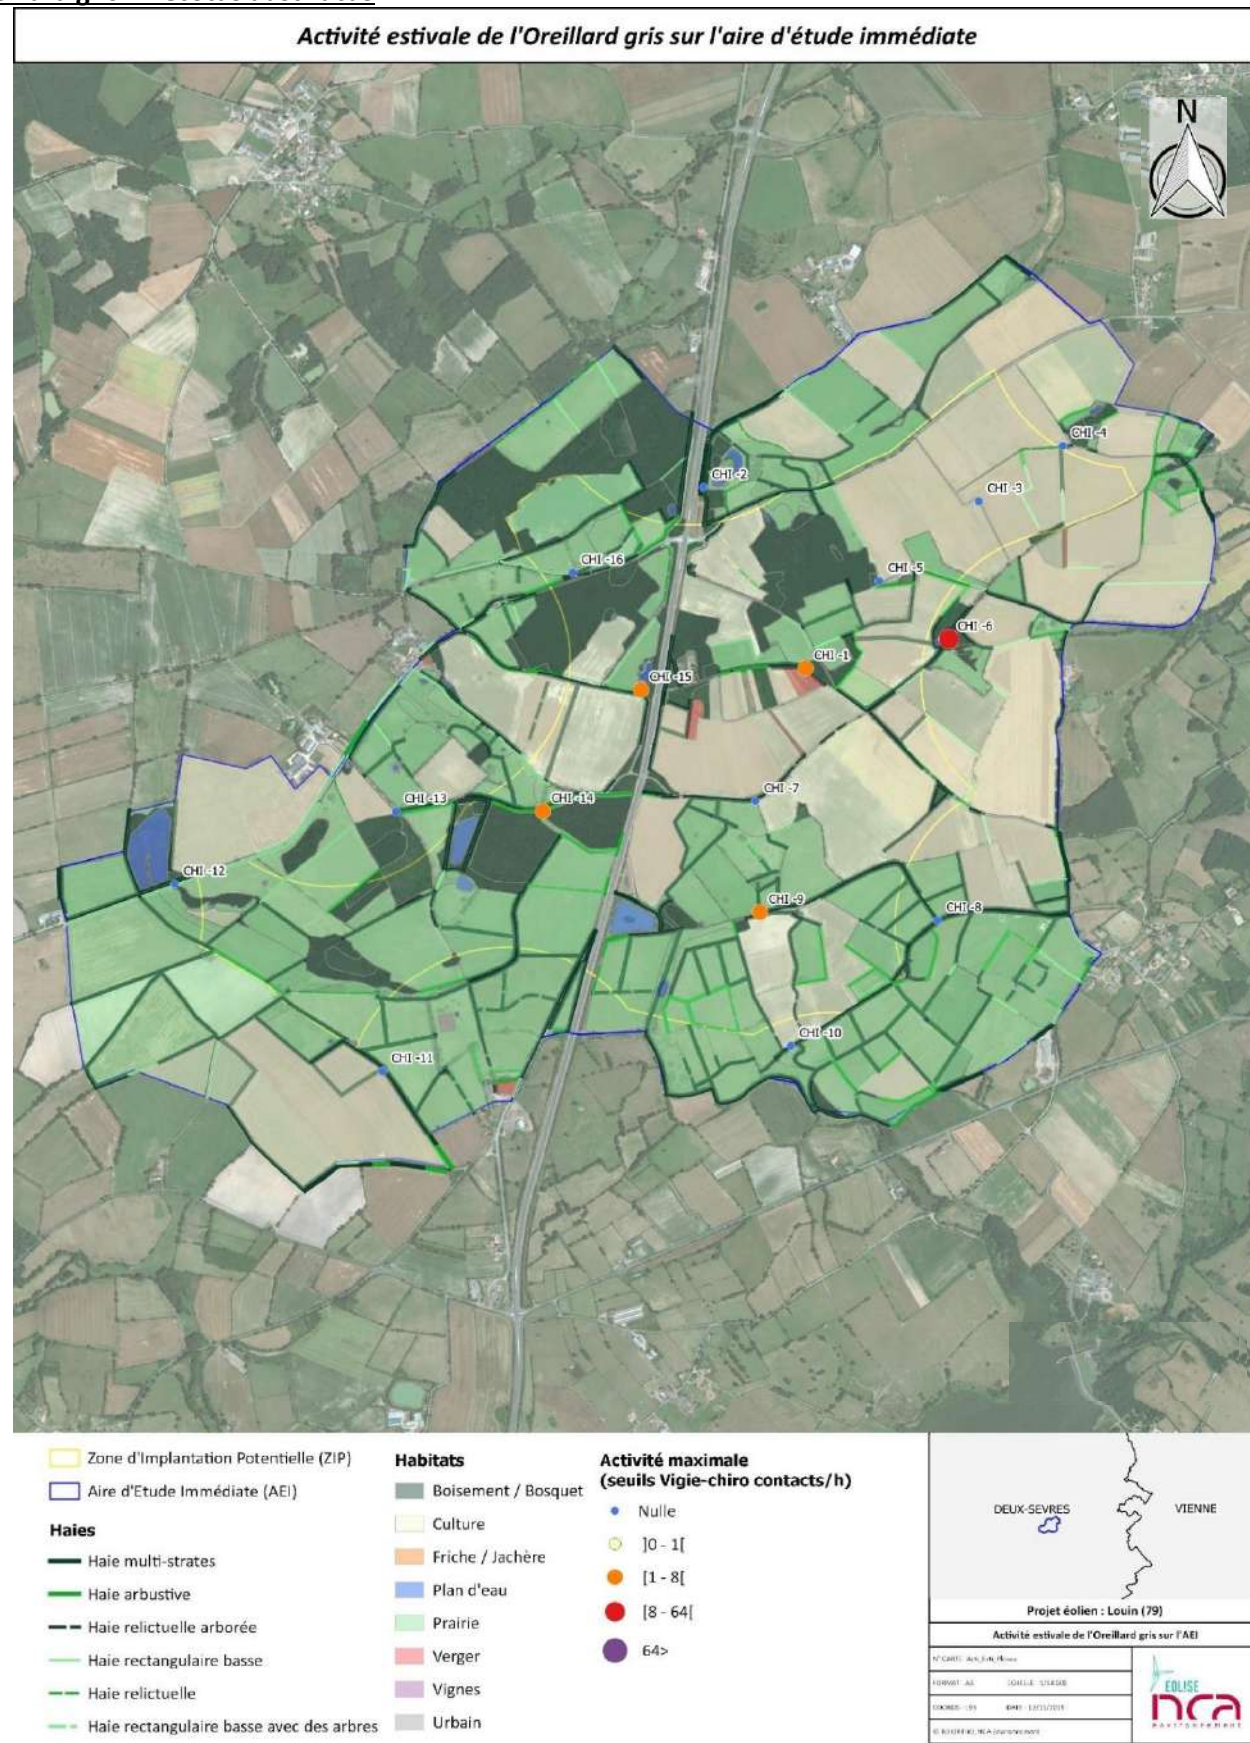 Activité estivale de l'Oreillard gris sur l'aire d'étude immédiate
N
CHI -4
CHI -2
CHI -3
CHI -16
CHI -5
CHI -6
CHI -1
CHI -15
CHI -7
CHI -13
CHI -14
CHI -12
CHI -9
CHI -8
CHI -10
CHI -11
Zone d'Implantation Potentielle (ZIP)
Aire d'Etude Immédiate (AEI)
Haies
Haie multi-strates
Haie arbustive
Haie relictuelle arborée
Haie rectangulaire basse
Haie relictuelle
Haie rectangulaire basse avec des arbres
Habitats
Boisement / Bosquet
Culture
Friche / Jachère
Plan d'eau
Prairie
Verger
Vignes
Urbain
Activité maximale
(seuils Vigie-chiro contacts/h)
Nulle
]0 - 1[
[1 - 8[
[8 - 64[
64>
DEUX-SEVRES
VIENNE
Projet éolien : Louin (79)
Activité estivale de l'Oreillard gris sur l'AEI
EOLISE
nca
environnement